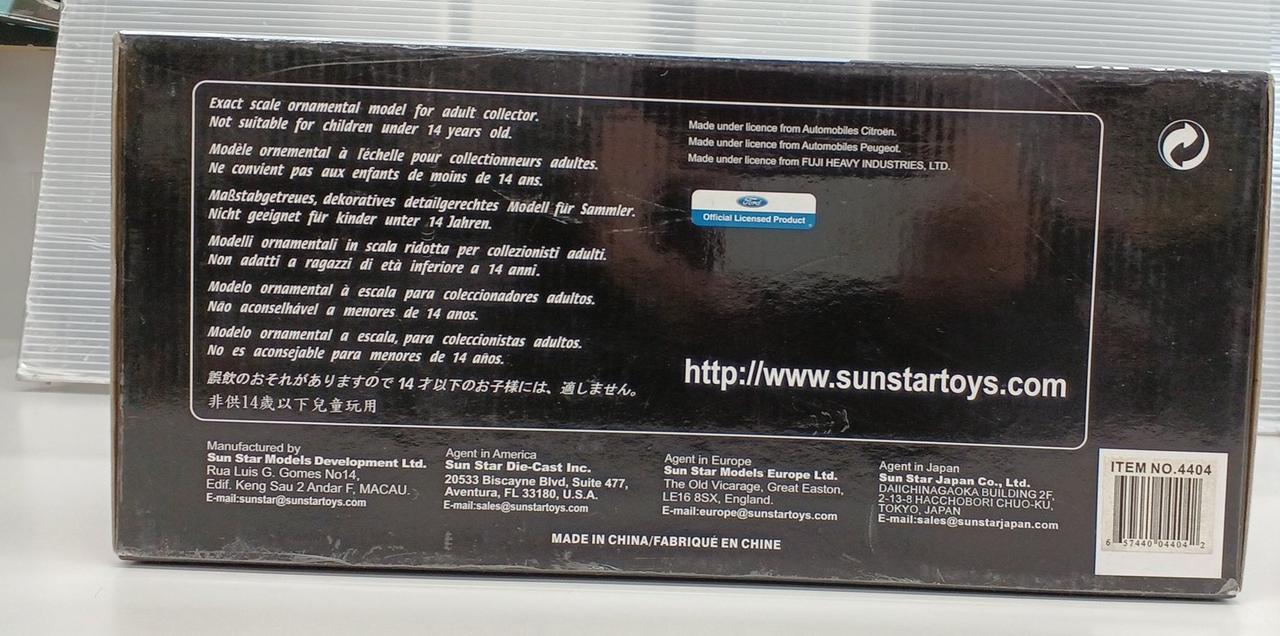 Exact scale ornamental model for adult collector.
Not suitable for children under 14 years old.
Modèle ornemental à l'échelle pour collectionneurs adultes.
Ne convient pas aux enfants de moins de 14 ans.
Maßstabgetreues, dekoratives detailgerechtes Modell für Sammler.
Nicht geeignet für kinder unter 14 Jahren.
Modelli ornamentali in scala ridotta per collezionisti adulti.
Non adatti a ragazzi di età inferiore a 14 anni.
Modelo ornamental à escala para coleccionadores adultos.
Não aconselhável a menores de 14 anos.
Modelo ornamental a escala, para coleccionistas adultos.
No es aconsejable para menores de 14 años.
誤飲のおそれがありますので 14 才以下のお子様には、適しません。
非供14歲以下兒童玩用
Made under licence from Automobiles Citroën.
Made under licence from Automobiles Peugeot.
Made under licence from FUJI HEAVY INDUSTRIES, LTD.
Ford
Official Licensed Product
http://www.sunstartoys.com
Manufactured by
Sun Star Models Development Ltd.
Rua Luis G. Gomes No14,
Edif. Keng Sau 2 Andar F, MACAU.
E-mail:sunstar@sunstartoys.com
Agent in America
Sun Star Die-Cast Inc.
20533 Biscayne Blvd, Suite 477,
Aventura, FL 33180, U.S.A.
E-mail:sales@sunstartoys.com
Agent in Europe
Sun Star Models Europe Ltd.
The Old Vicarage, Great Easton,
LE16 8SX, England.
E-mail:europe@sunstartoys.com
Agent in Japan
Sun Star Japan Co., Ltd.
DAIICHINAGAOKA BUILDING 2F,
2-13-8 HACCHOBORI CHUO-KU,
TOKYO, JAPAN
E-mail:sales@sunstarjapan.com
MADE IN CHINA/FABRIQUÉ EN CHINE
ITEM NO.4404
6 57440 04404 2